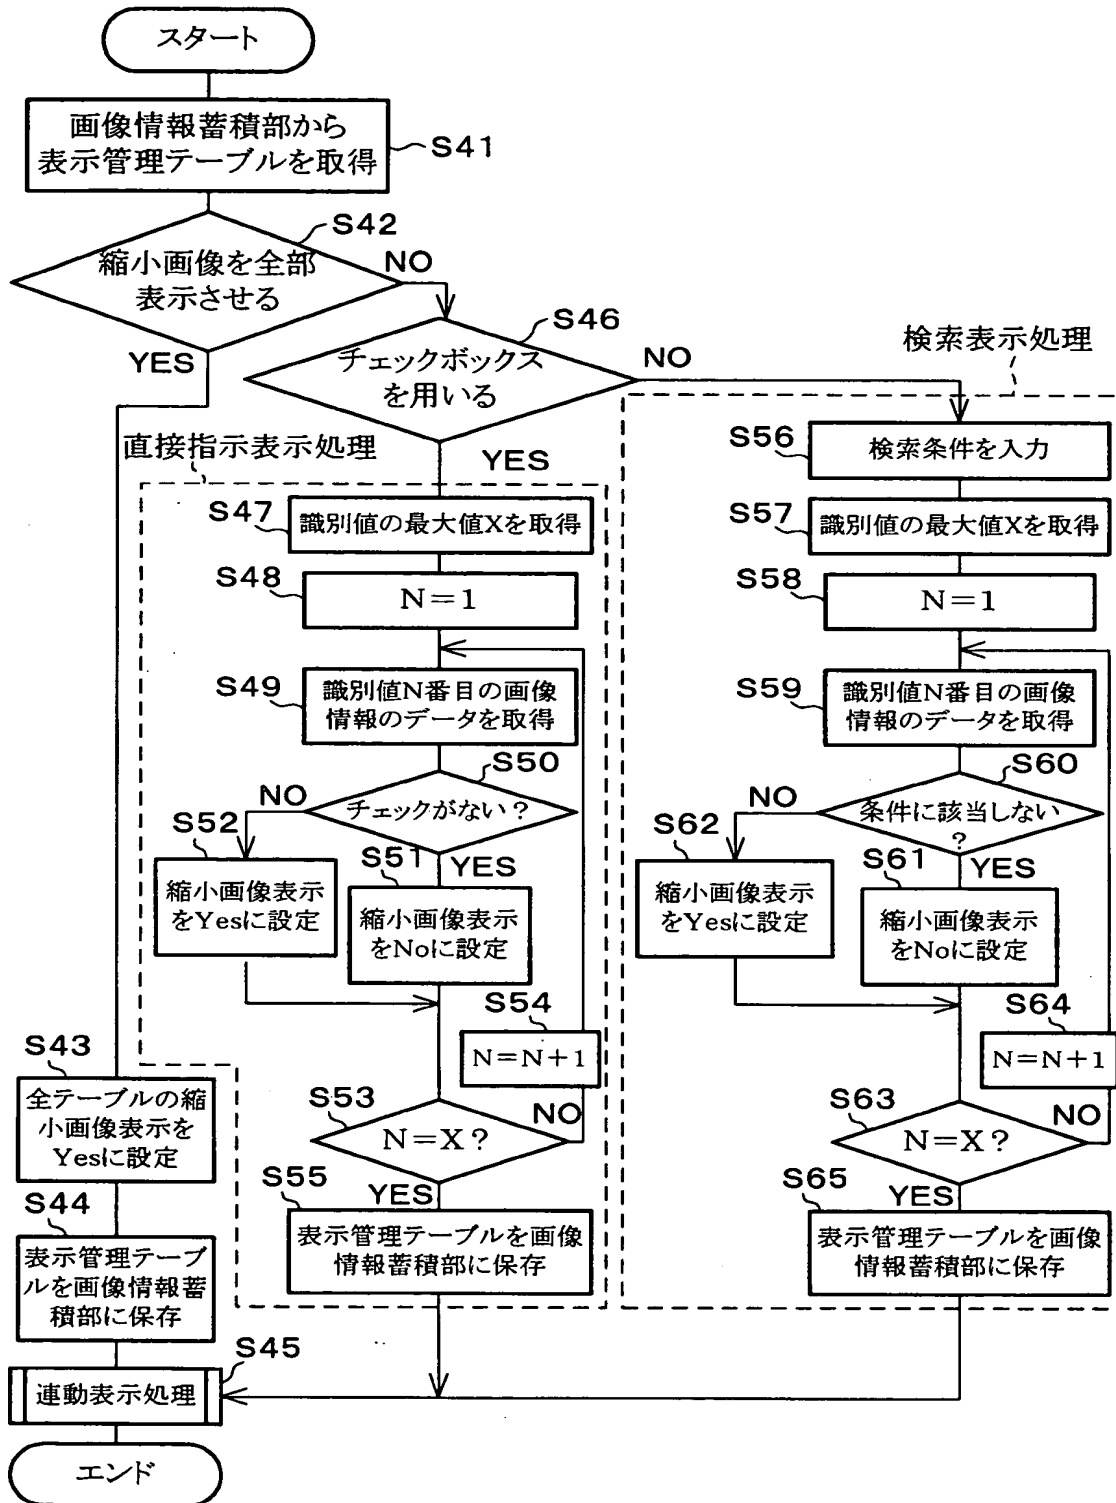 スタート
画像情報蓄積部から
表示管理テーブルを取得
S41
S42
縮小画像を全部
表示させる
NO
YES
S46
チェックボックス
を用いる
NO
YES
検索表示処理
直接指示表示処理
S47
識別値の最大値Xを取得
S48
N=1
S49
識別値N番目の画像
情報のデータを取得
S50
チェックがない?
NO
YES
S52
縮小画像表示
をYesに設定
S51
縮小画像表示
をNoに設定
S54
N=N+1
S53
N=X?
NO
YES
S55
表示管理テーブルを画像
情報蓄積部に保存
S56
検索条件を入力
S57
識別値の最大値Xを取得
S58
N=1
S59
識別値N番目の画像
情報のデータを取得
S60
条件に該当しない
?
NO
YES
S62
縮小画像表示
をYesに設定
S61
縮小画像表示
をNoに設定
S64
N=N+1
S63
N=X?
NO
YES
S65
表示管理テーブルを画像
情報蓄積部に保存
S43
全テーブルの縮
小画像表示を
Yesに設定
S44
表示管理テーブ
ルを画像情報蓄
積部に保存
S45
連動表示処理
エンド